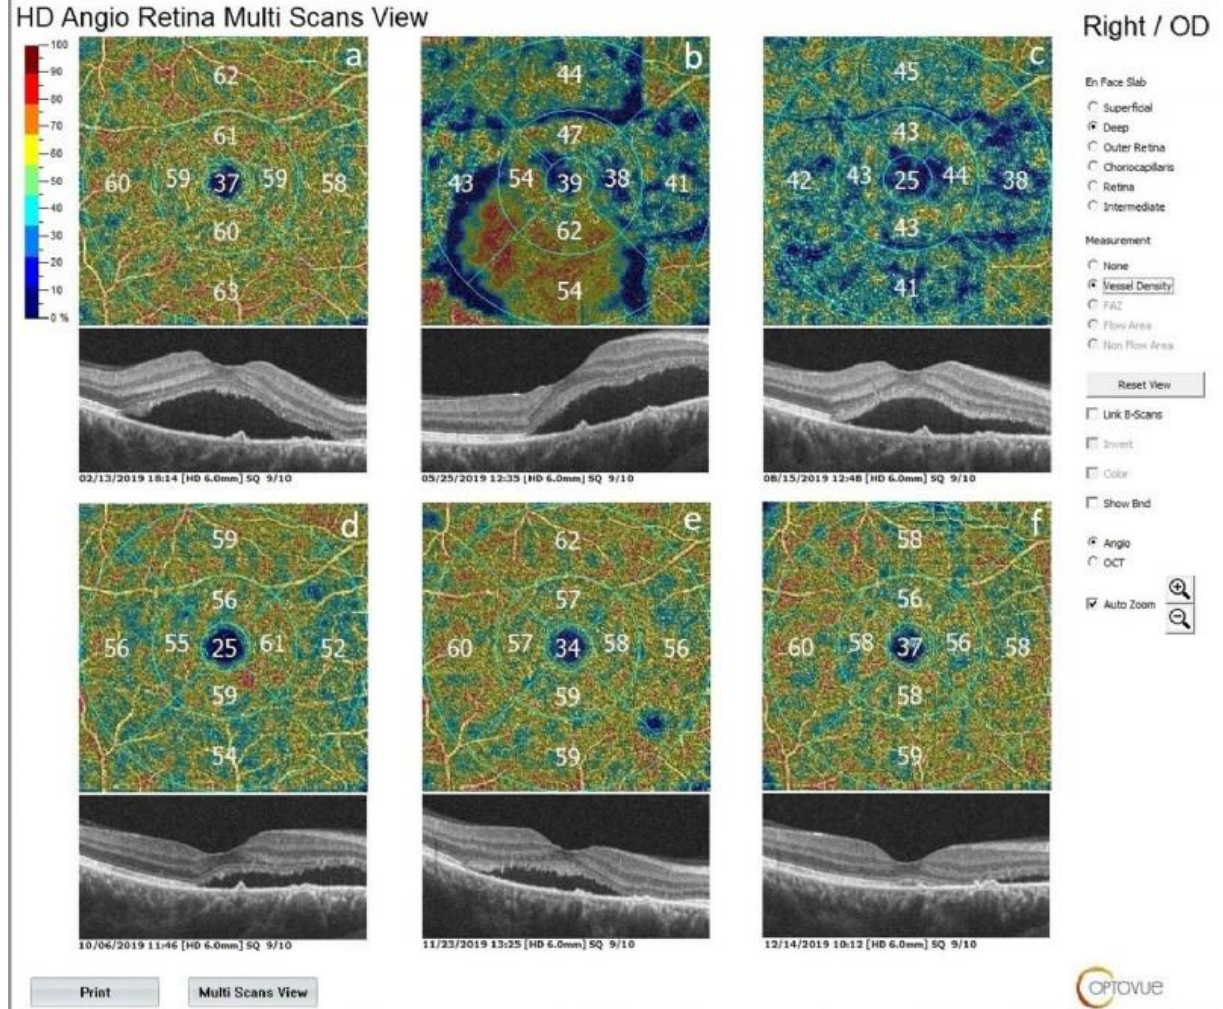 HD Angio Retina Multi Scans View
Right / OD
100
90
80
70
60
50
40
30
20
10
0 %
a
62
61
60 59 37 59 58
60
63
02/13/2019 18:14 [HD 6.0mm] SQ 9/10
b
44
47
43 54 39 38 41
62
54
05/25/2019 12:35 [HD 6.0mm] SQ 9/10
c
45
43
42 43 25 44 38
43
41
08/15/2019 12:48 [HD 6.0mm] SQ 9/10
d
59
56
56 55 25 61 52
59
54
10/06/2019 11:46 [HD 6.0mm] SQ 9/10
e
62
57
60 57 34 58 56
59
59
11/23/2019 13:25 [HD 6.0mm] SQ 9/10
f
58
56
60 58 37 56 58
58
59
12/14/2019 10:12 [HD 6.0mm] SQ 9/10
En Face Slab
Superficial
Deep
Outer Retina
Choriocapillaris
Retina
Intermediate
Measurement
None
Vessel Density
FAZ
Flow Area
Non Flow Area
Reset View
Link B-Scans
Invert
Color
Show Bnd
Angio
OCT
Auto Zoom
Print
Multi Scans View
OPTOVUE